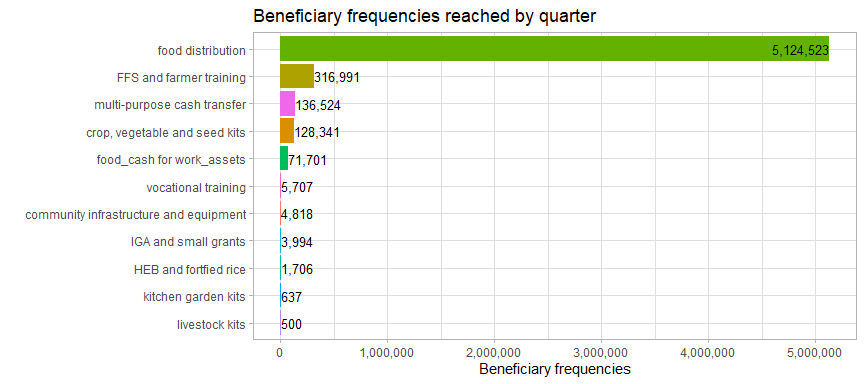 Beneficiary frequencies reached by quarter
food distribution 5,124,523
FFS and farmer training 316,991
multi-purpose cash transfer 136,524
crop, vegetable and seed kits 128,341
food_cash for work_assets 71,701
vocational training 5,707
community infrastructure and equipment 4,818
IGA and small grants 3,994
HEB and fortfied rice 1,706
kitchen garden kits 637
livestock kits 500
0 1,000,000 2,000,000 3,000,000 4,000,000 5,000,000
Beneficiary frequencies